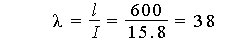 λ = l/I = 600/15.8 = 38